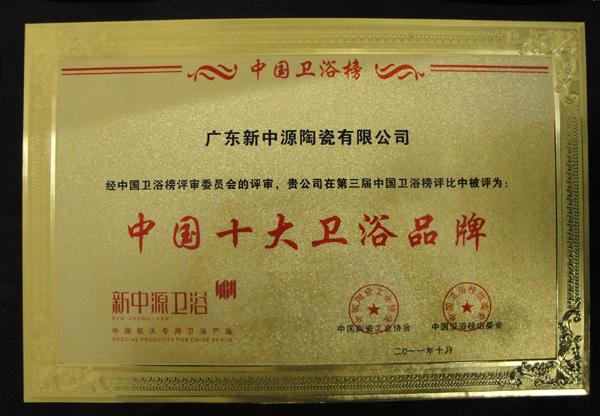 中国卫浴榜
广东新中源陶瓷有限公司
经中国卫浴榜评审委员会的评审，贵公司在第三届中国卫浴榜评比中被评为：
中国十大卫浴品牌
新中源卫浴
NEW ZHONGYUAN
中国航天专用卫浴产品
SPECIAL PRODUCTS FOR CHINA SPACE
中国陶瓷工业协会
中国卫浴榜组委会
二〇一一年十月